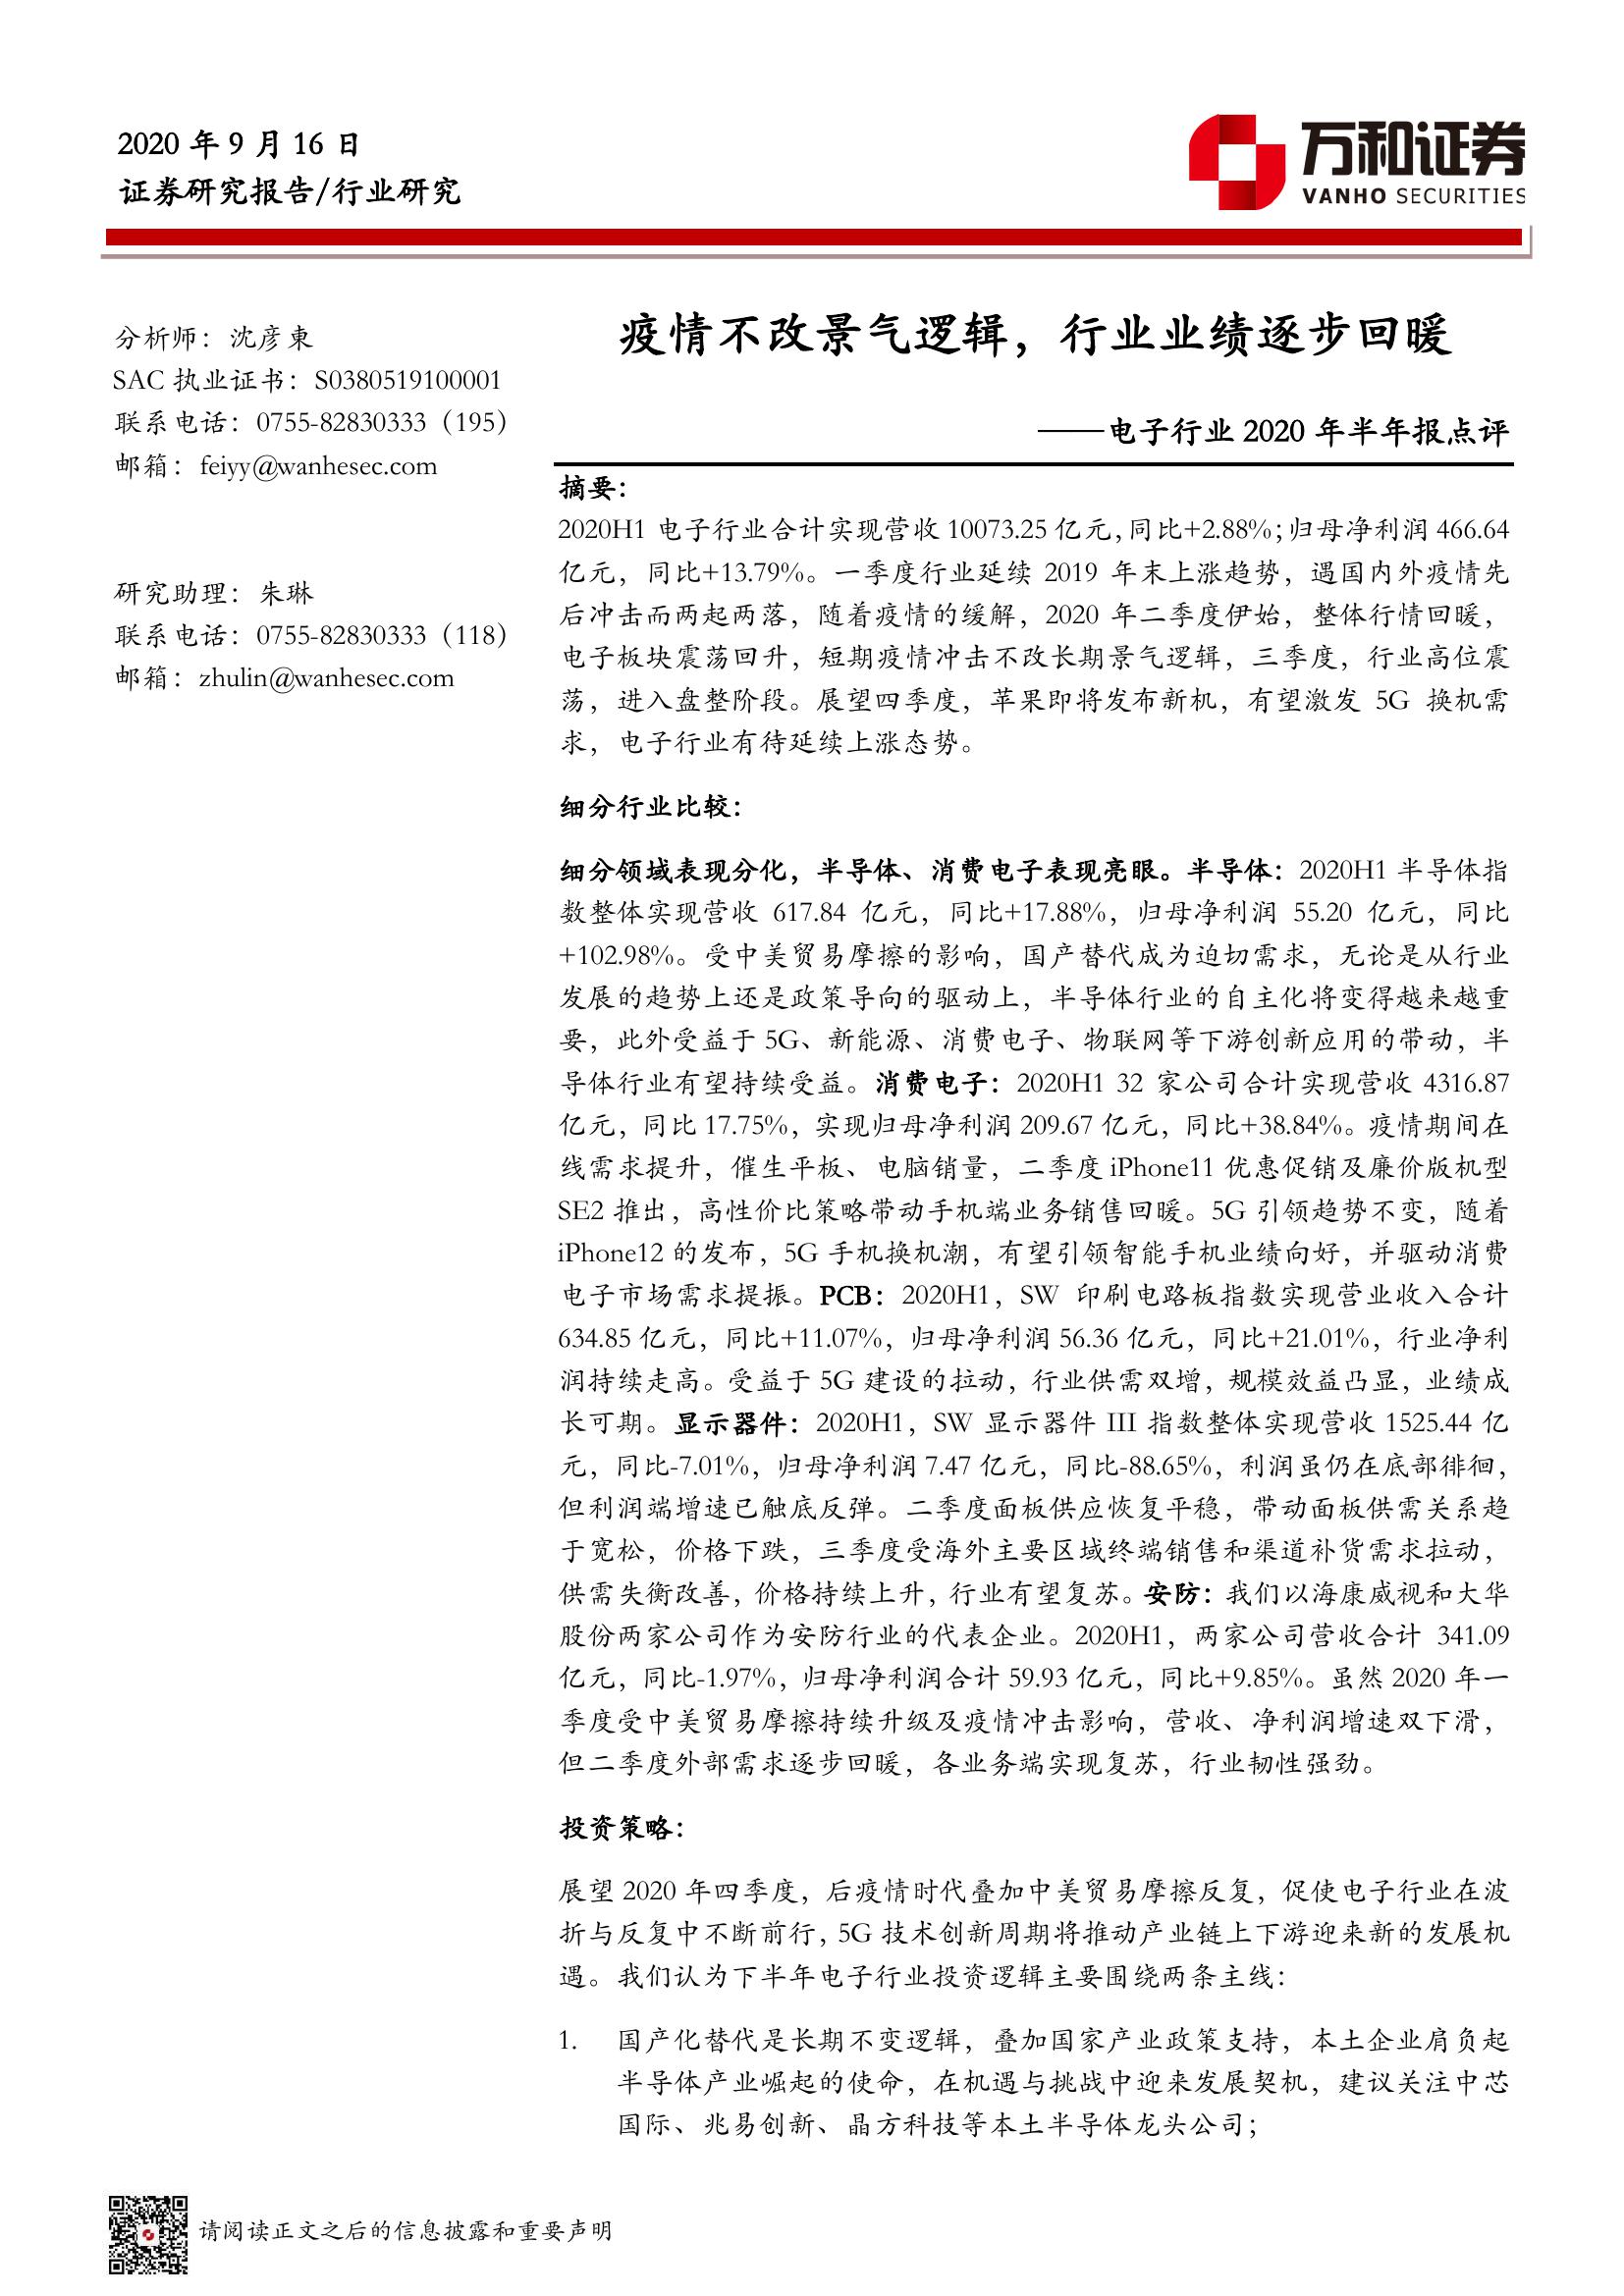 2020 年 9 月 16 日
证券研究报告/行业研究
万和证券
VANHO SECURITIES
分析师：沈彦東
SAC 执业证书：S0380519100001
联系电话：0755-82830333（195）
邮箱：feiyy@wanhesec.com
研究助理：朱琳
联系电话：0755-82830333（118）
邮箱：zhulin@wanhesec.com
疫情不改景气逻辑，行业业绩逐步回暖
——电子行业 2020 年半年报点评
摘要：
2020H1 电子行业合计实现营收 10073.25 亿元，同比+2.88%；归母净利润 466.64
亿元，同比+13.79%。一季度行业延续 2019 年末上涨趋势，遇国内外疫情先
后冲击而两起两落，随着疫情的缓解，2020 年二季度伊始，整体行情回暖，
电子板块震荡回升，短期疫情冲击不改长期景气逻辑，三季度，行业高位震
荡，进入盘整阶段。展望四季度，苹果即将发布新机，有望激发 5G 换机需
求，电子行业有待延续上涨态势。
细分行业比较：
细分领域表现分化，半导体、消费电子表现亮眼。半导体：2020H1 半导体指
数整体实现营收 617.84 亿元，同比+17.88%，归母净利润 55.20 亿元，同比
+102.98%。受中美贸易摩擦的影响，国产替代成为迫切需求，无论是从行业
发展的趋势上还是政策导向的驱动上，半导体行业的自主化将变得越来越重
要，此外受益于 5G、新能源、消费电子、物联网等下游创新应用的带动，半
导体行业有望持续受益。消费电子：2020H1 32 家公司合计实现营收 4316.87
亿元，同比 17.75%，实现归母净利润 209.67 亿元，同比+38.84%。疫情期间在
线需求提升，催生平板、电脑销量，二季度 iPhone11 优惠促销及廉价版机型
SE2 推出，高性价比策略带动手机端业务销售回暖。5G 引领趋势不变，随着
iPhone12 的发布，5G 手机换机潮，有望引领智能手机业绩向好，并驱动消费
电子市场需求提振。PCB：2020H1，SW 印刷电路板指数实现营业收入合计
634.85 亿元，同比+11.07%，归母净利润 56.36 亿元，同比+21.01%，行业净利
润持续走高。受益于 5G 建设的拉动，行业供需双增，规模效益凸显，业绩成
长可期。显示器件：2020H1，SW 显示器件 III 指数整体实现营收 1525.44 亿
元，同比-7.01%，归母净利润 7.47 亿元，同比-88.65%，利润虽仍在底部徘徊，
但利润端增速已触底反弹。二季度面板供应恢复平稳，带动面板供需关系趋
于宽松，价格下跌，三季度受海外主要区域终端销售和渠道补货需求拉动，
供需失衡改善，价格持续上升，行业有望复苏。安防：我们以海康威视和大华
股份两家公司作为安防行业的代表企业。2020H1，两家公司营收合计 341.09
亿元，同比-1.97%，归母净利润合计 59.93 亿元，同比+9.85%。虽然 2020 年一
季度受中美贸易摩擦持续升级及疫情冲击影响，营收、净利润增速双下滑，
但二季度外部需求逐步回暖，各业务端实现复苏，行业韧性强劲。
投资策略：
展望 2020 年四季度，后疫情时代叠加中美贸易摩擦反复，促使电子行业在波
折与反复中不断前行，5G 技术创新周期将推动产业链上下游迎来新的发展机
遇。我们认为下半年电子行业投资逻辑主要围绕两条主线：
1. 国产化替代是长期不变逻辑，叠加国家产业政策支持，本土企业肩负起
半导体产业崛起的使命，在机遇与挑战中迎来发展契机，建议关注中芯
国际、兆易创新、晶方科技等本土半导体龙头公司；
请阅读正文之后的信息披露和重要声明